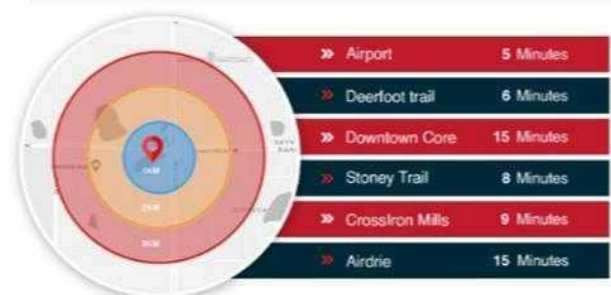 » Airport 5 Minutes
» Deerfoot trail 6 Minutes
» Downtown Core 15 Minutes
» Stoney Trail 8 Minutes
» CrossIron Mills 9 Minutes
» Airdrie 15 Minutes